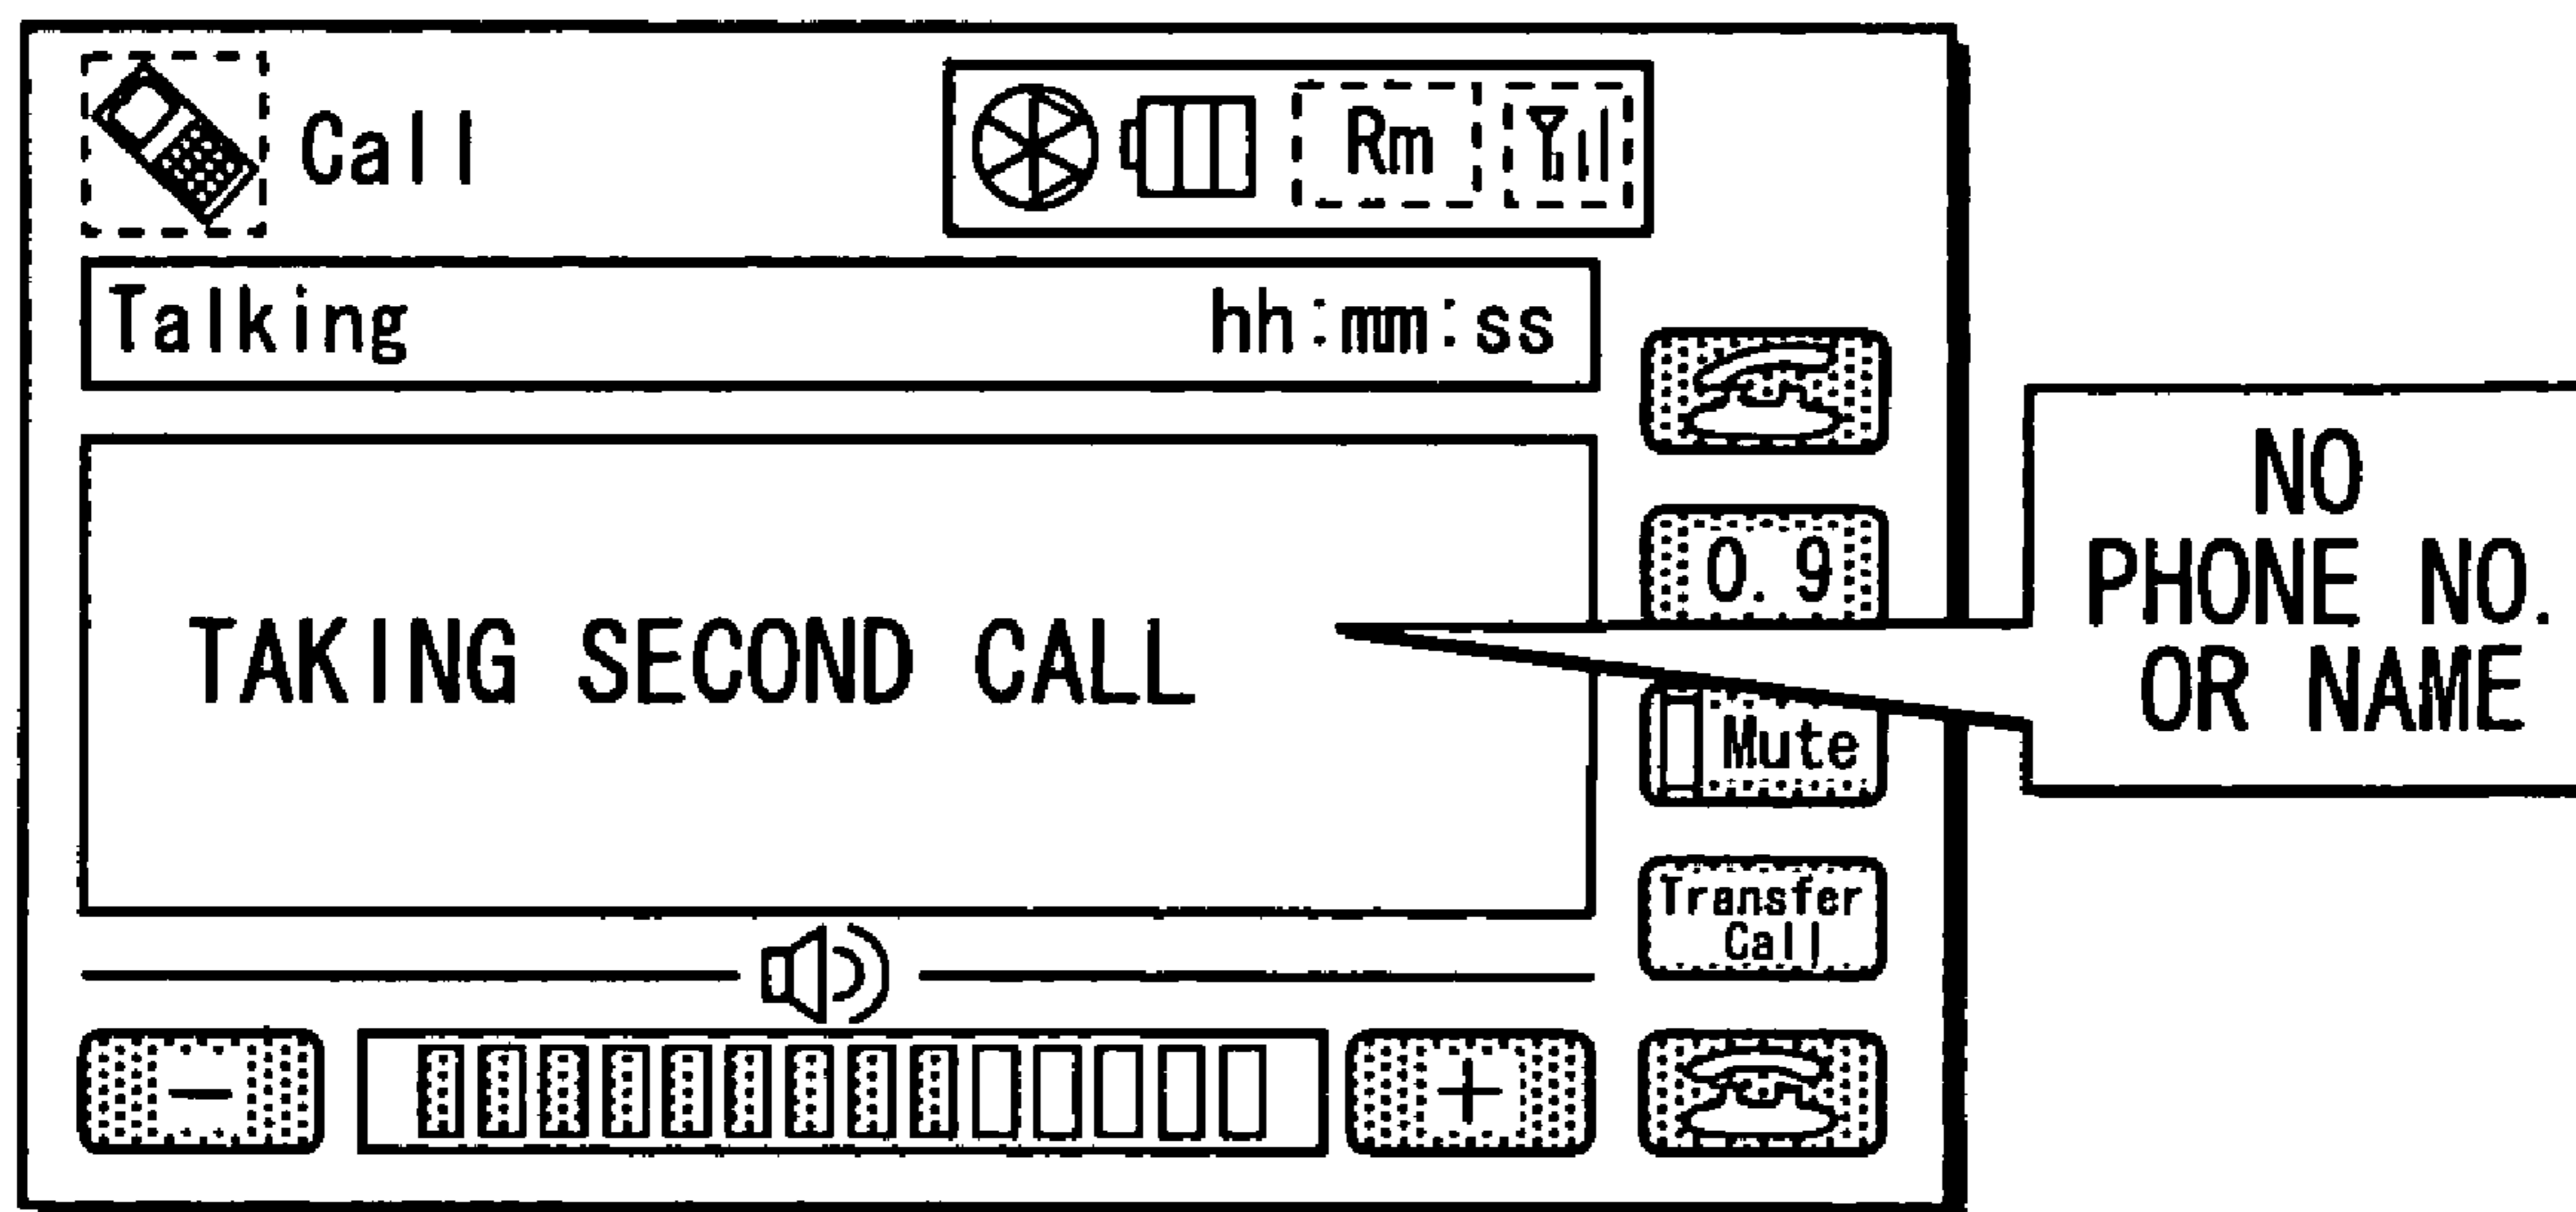 Call
Rm
Talking hh:mm:ss
0.9
TAKING SECOND CALL
NO
PHONE NO.
OR NAME
Mute
Transfer
Call
−
+